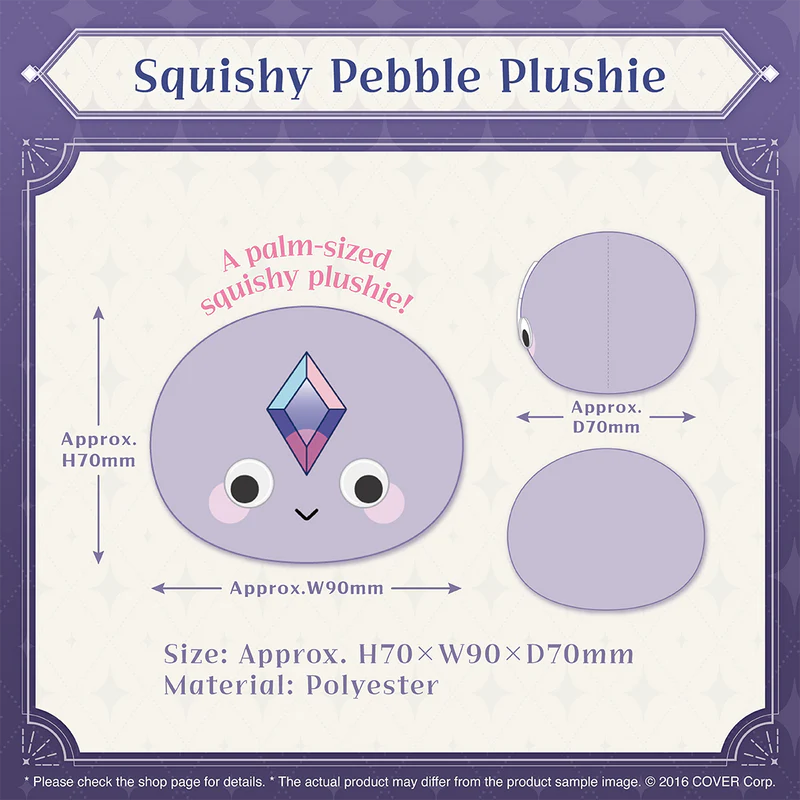 Squishy Pebble Plushie
A palm-sized
squishy plushie!
Approx.
H70mm
Approx.W90mm
Approx.
D70mm
Size: Approx. H70×W90×D70mm
Material: Polyester
* Please check the shop page for details. * The actual product may differ from the product sample image. © 2016 COVER Corp.